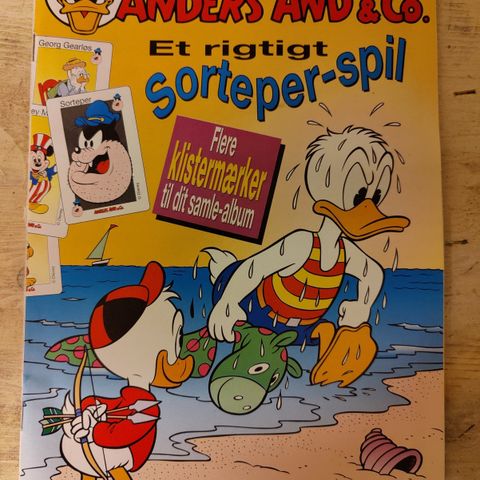 ANDERS AND & Co.
Et rigtigt
Sorteper-spil
Georg Gearløs
Sorteper
Flere
klistermærker
til dit samle-album